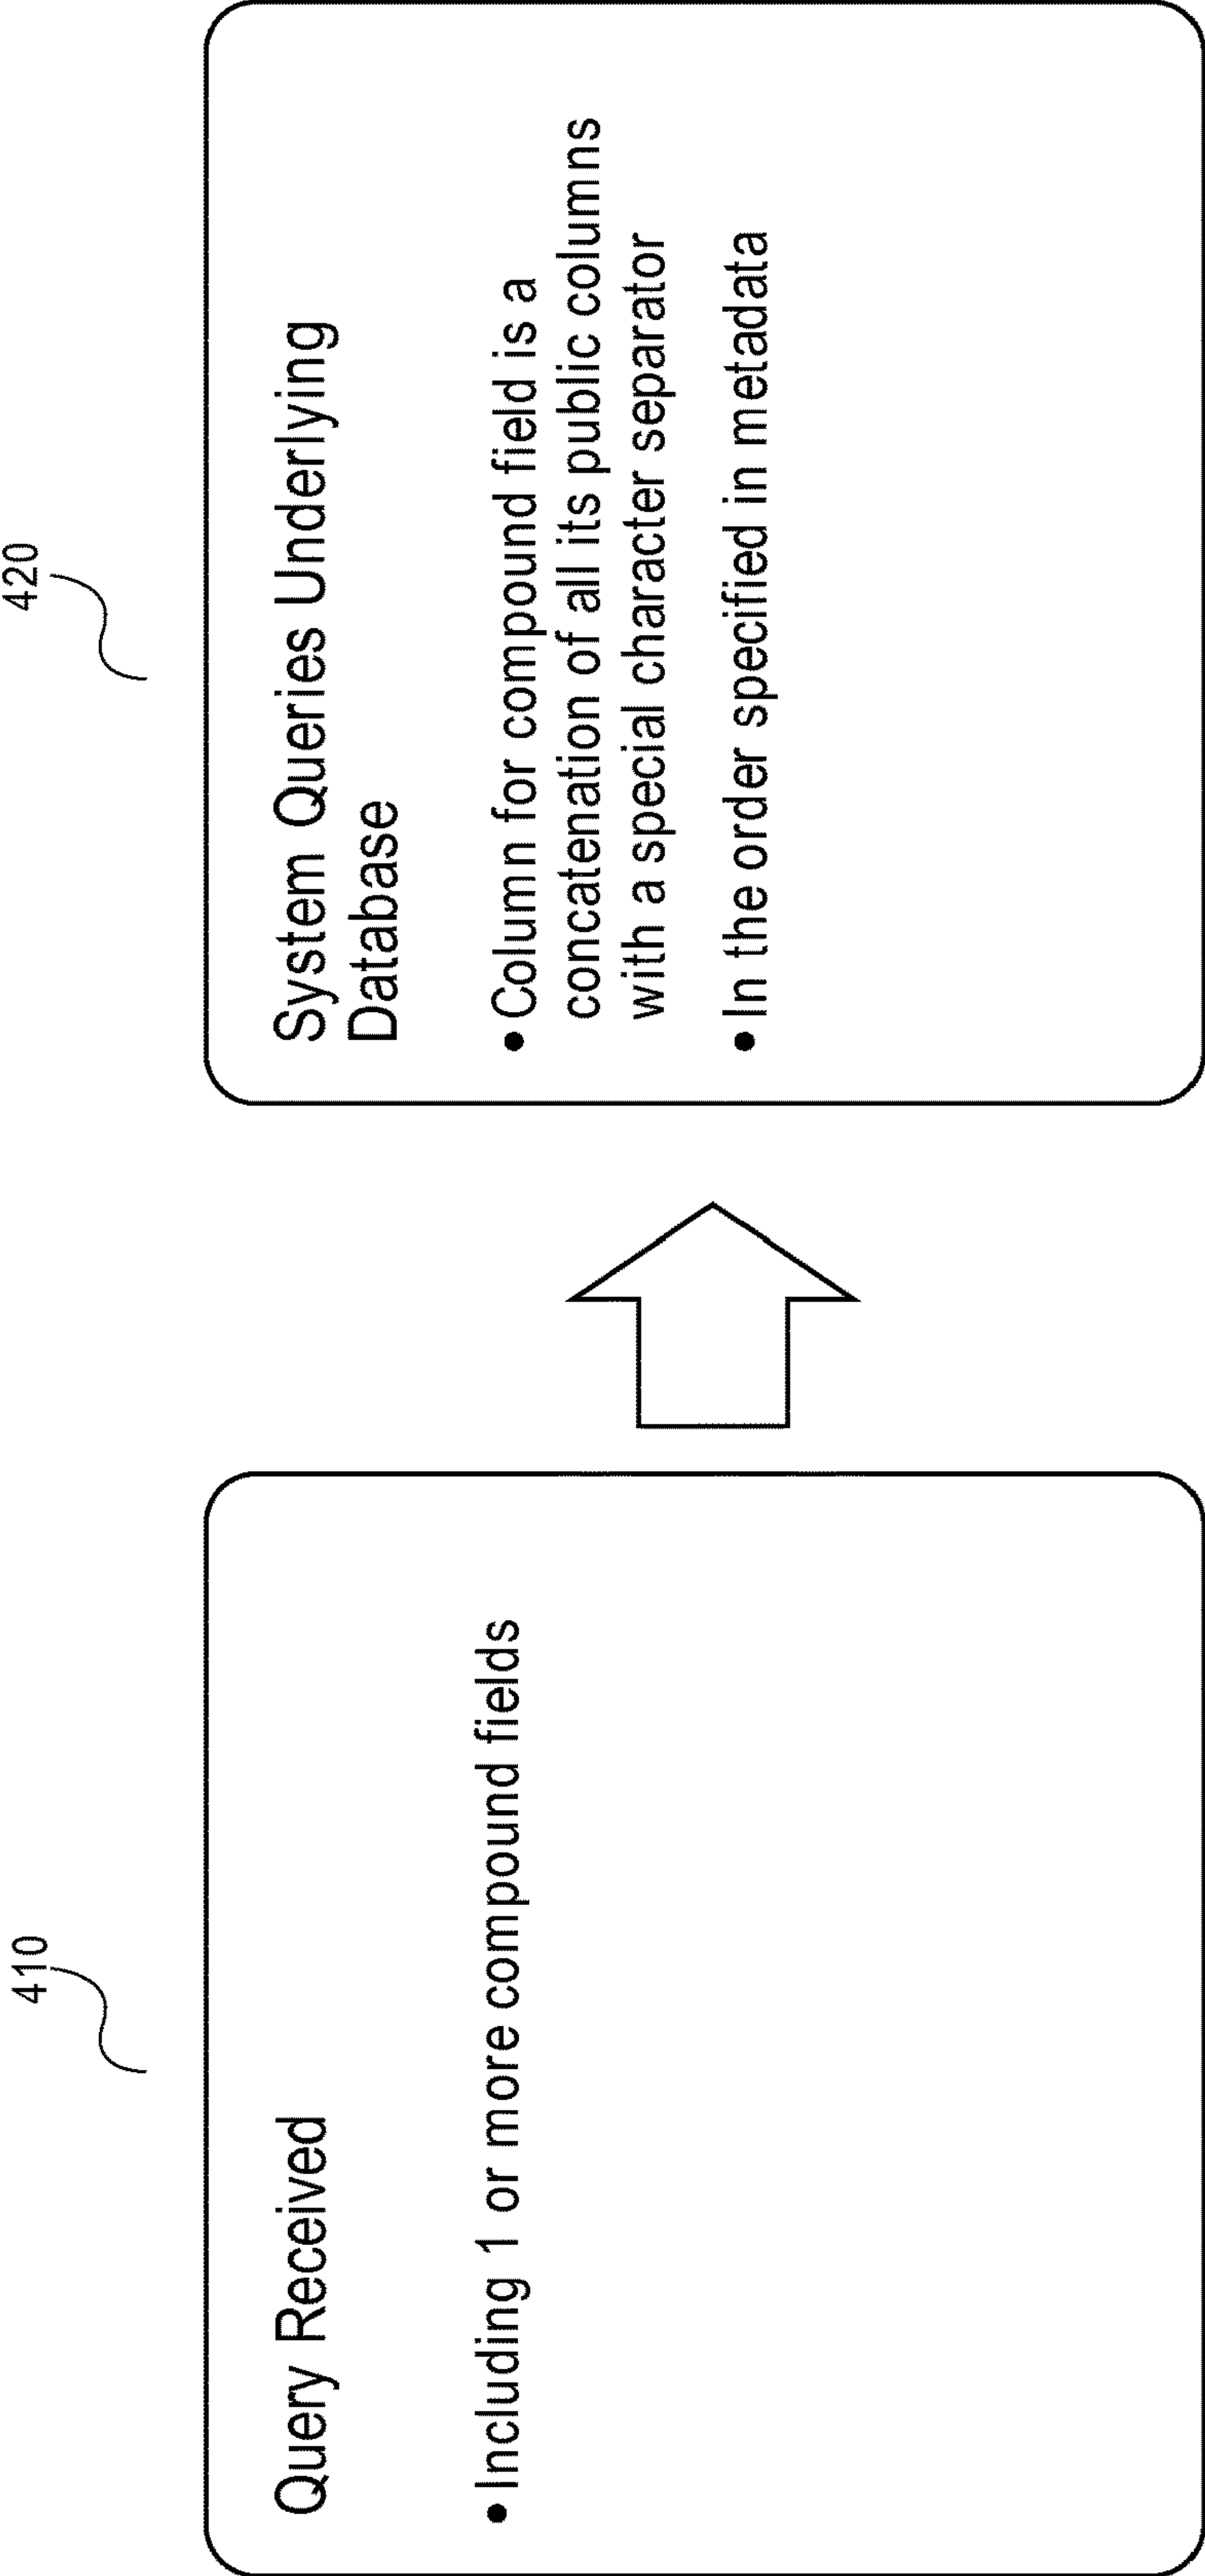 410
Query Received
• Including 1 or more compound fields
420
System Queries Underlying
Database
• Column for compound field is a
concatenation of all its public columns
with a special character separator
• In the order specified in metadata